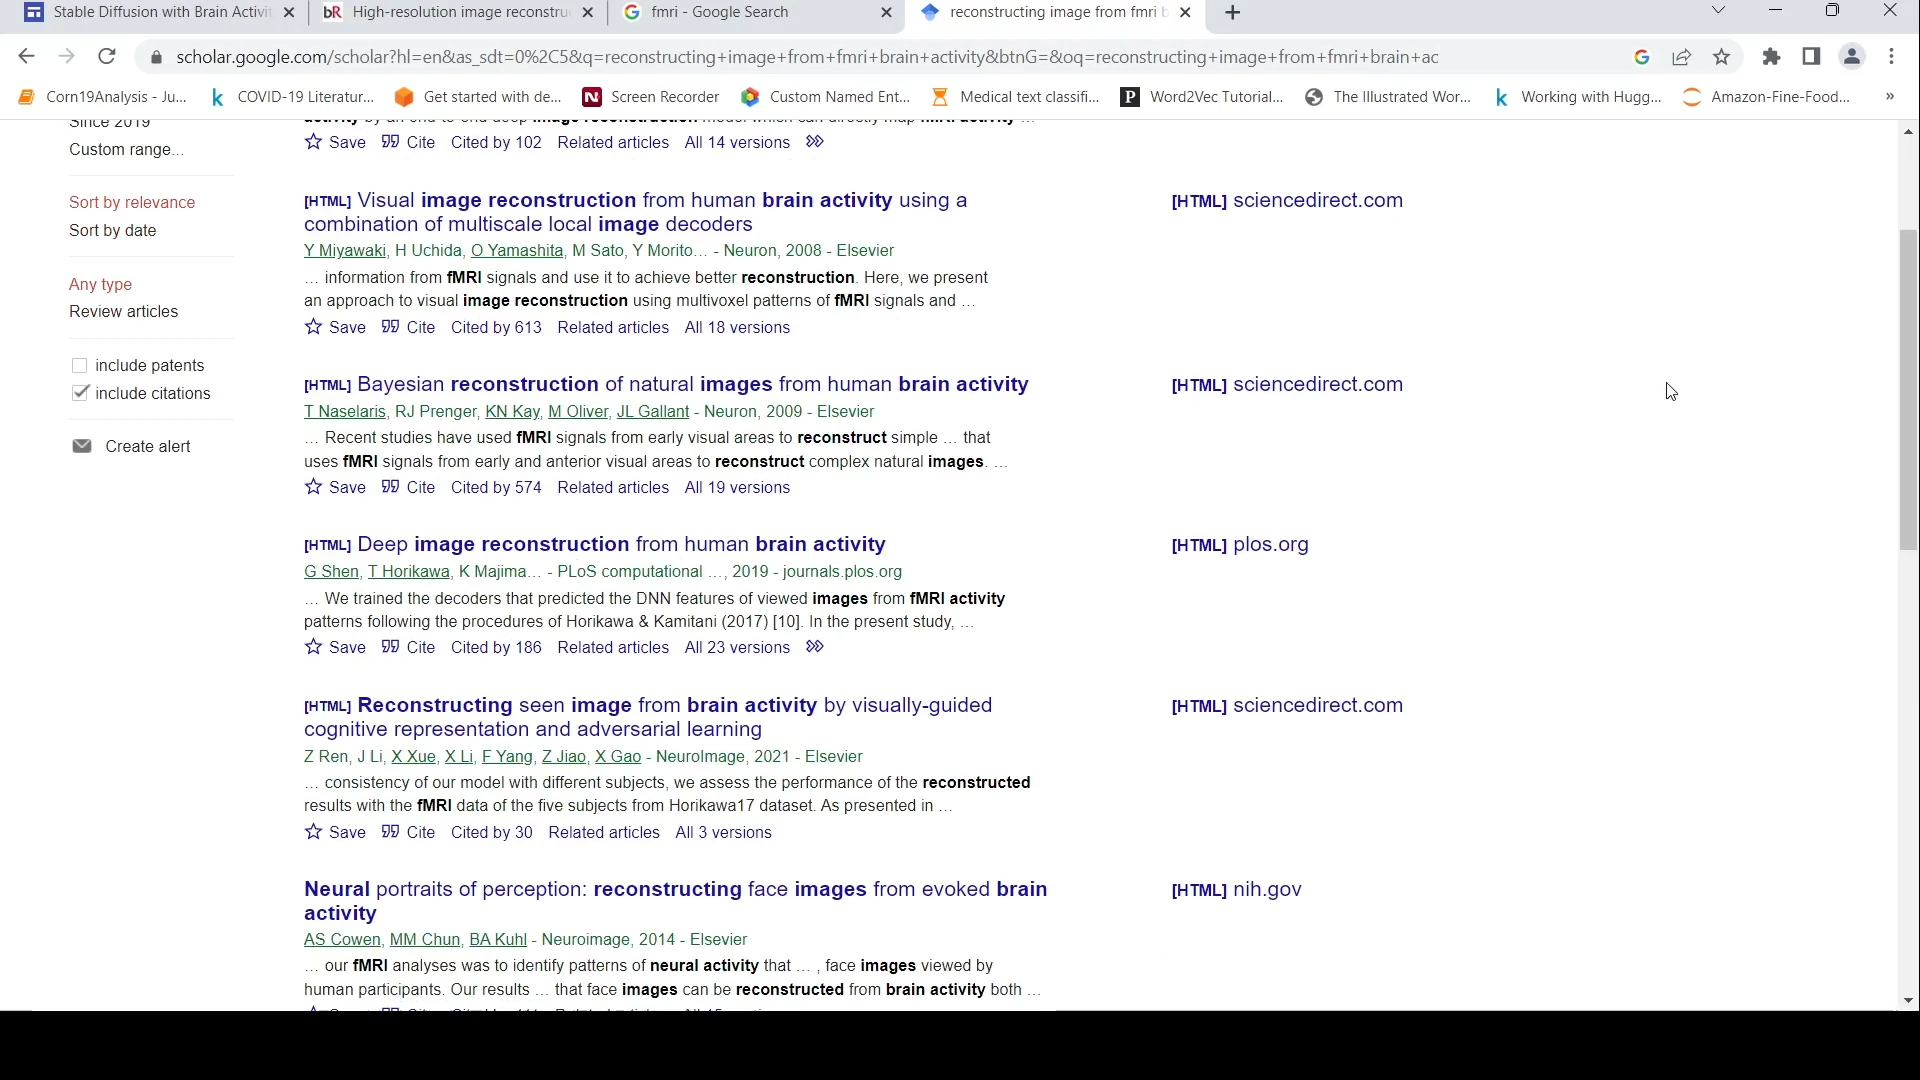 Stable Diffusion with Brain Activit
High-resolution image reconstru
fmri - Google Search
reconstructing image from fmri b
scholar.google.com/scholar?hl=en&as_sdt=0%2C5&q=reconstructing+image+from+fmri+brain+activity&btnG=&oq=reconstructing+image+from+fmri+brain+ac
Corn19Analysis - Ju...
COVID-19 Literatur...
Get started with de...
Screen Recorder
Custom Named Ent...
Medical text classifi...
Word2Vec Tutorial...
The Illustrated Wor...
Working with Hugg...
Amazon-Fine-Food...
»
Since 2019
Custom range...
Sort by relevance
Sort by date
Any type
Review articles
include patents
include citations
Create alert
activity by an end-to-end deep image reconstruction model which can directly map fMRI activity ...
Save Cite Cited by 102 Related articles All 14 versions
[HTML] Visual image reconstruction from human brain activity using a
combination of multiscale local image decoders
Y Miyawaki, H Uchida, O Yamashita, M Sato, Y Morito... - Neuron, 2008 - Elsevier
... information from fMRI signals and use it to achieve better reconstruction. Here, we present
an approach to visual image reconstruction using multivoxel patterns of fMRI signals and ...
Save Cite Cited by 613 Related articles All 18 versions
[HTML] sciencedirect.com
[HTML] Bayesian reconstruction of natural images from human brain activity
T Naselaris, RJ Prenger, KN Kay, M Oliver, JL Gallant - Neuron, 2009 - Elsevier
... Recent studies have used fMRI signals from early visual areas to reconstruct simple ... that
uses fMRI signals from early and anterior visual areas to reconstruct complex natural images. ...
Save Cite Cited by 574 Related articles All 19 versions
[HTML] sciencedirect.com
[HTML] Deep image reconstruction from human brain activity
G Shen, T Horikawa, K Majima... - PLoS computational ..., 2019 - journals.plos.org
... We trained the decoders that predicted the DNN features of viewed images from fMRI activity
patterns following the procedures of Horikawa & Kamitani (2017) [10]. In the present study, ...
Save Cite Cited by 186 Related articles All 23 versions
[HTML] plos.org
[HTML] Reconstructing seen image from brain activity by visually-guided
cognitive representation and adversarial learning
Z Ren, J Li, X Xue, X Li, F Yang, Z Jiao, X Gao - NeuroImage, 2021 - Elsevier
... consistency of our model with different subjects, we assess the performance of the reconstructed
results with the fMRI data of the five subjects from Horikawa17 dataset. As presented in ...
Save Cite Cited by 30 Related articles All 3 versions
[HTML] sciencedirect.com
Neural portraits of perception: reconstructing face images from evoked brain
activity
AS Cowen, MM Chun, BA Kuhl - Neuroimage, 2014 - Elsevier
... our fMRI analyses was to identify patterns of neural activity that ... , face images viewed by
human participants. Our results ... that face images can be reconstructed from brain activity both ...
[HTML] nih.gov